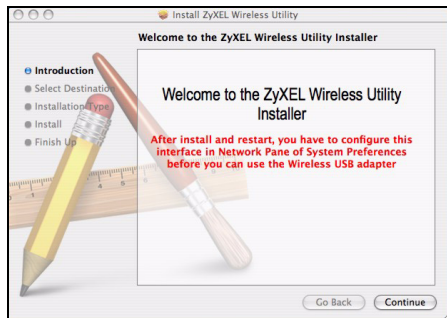 Install ZyXEL Wireless Utility
Welcome to the ZyXEL Wireless Utility Installer
Introduction
Select Destination
Installation Type
Install
Finish Up
Welcome to the ZyXEL Wireless Utility
Installer
After install and restart, you have to configure this
interface in Network Pane of System Preferences
before you can use the Wireless USB adapter
Go Back
Continue